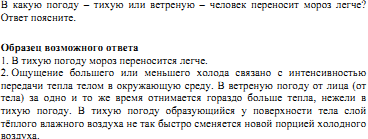 В какую погоду – тихую или ветреную – человек переносит мороз легче?
Ответ поясните.
Образец возможного ответа
1. В тихую погоду мороз переносится легче.
2. Ощущение большего или меньшего холода связано с интенсивностью
передачи тепла телом в окружающую среду. В ветреную погоду от лица (от
тела) за одно и то же время отнимается гораздо больше тепла, нежели в
тихую погоду. В тихую погоду образующийся у поверхности тела слой
тёплого влажного воздуха не так быстро сменяется новой порцией холодного
воздуха.